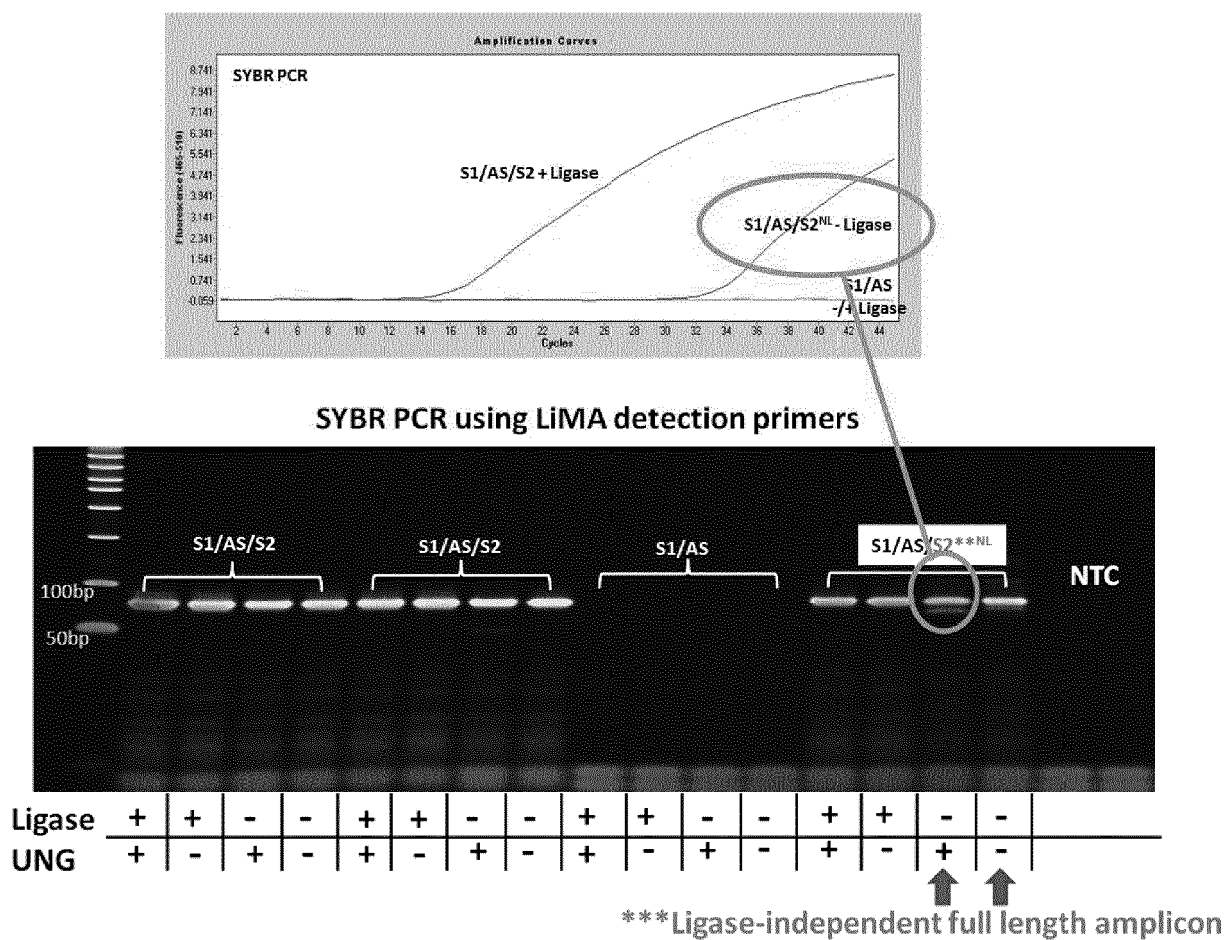 Amplification Curves
SYBR PCR
8.741
7.941
7.141
6.341
5.541
4.741
3.941
3.141
2.341
1.541
0.741
-0.059
Fluorescence (465-510)
S1/AS/S2 + Ligase
S1/AS/S2NL - Ligase
S1/AS
-/+ Ligase
2 4 6 8 10 12 14 16 18 20 22 24 26 28 30 32 34 36 38 40 42 44
Cycles
SYBR PCR using LiMA detection primers
S1/AS/S2 S1/AS/S2 S1/AS S1/AS/S2**NL
100bp
NTC
50bp
Ligase + + - - + + - - + + - - + + - -
UNG + - + - + - + - + - + - + - + -
***Ligase-independent full length amplicon